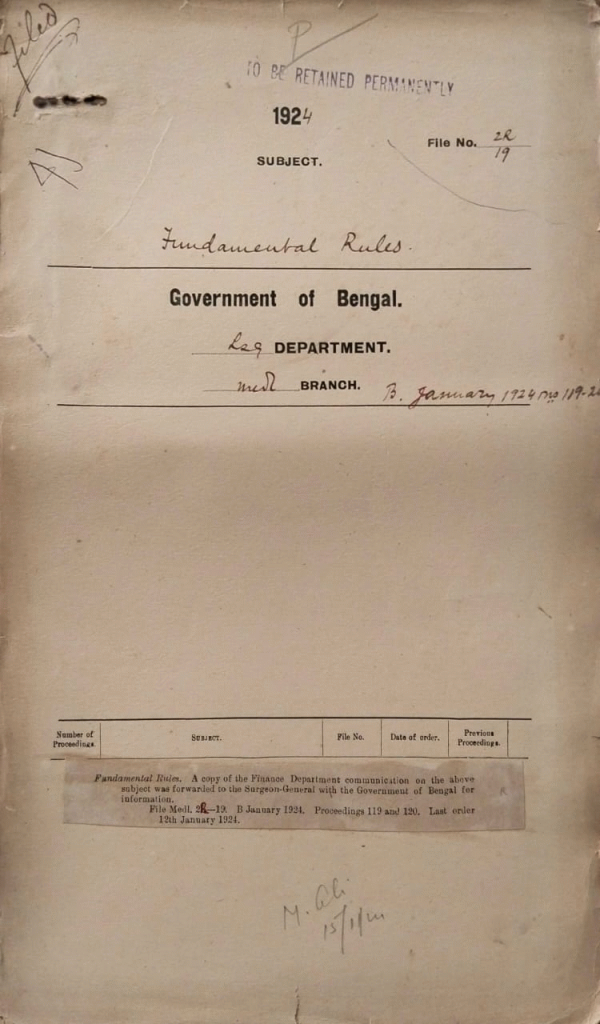 Filed
P
TO BE RETAINED PERMANENTLY
1924
File No. 2R/19
SUBJECT.
Fundamental Rules.
Government of Bengal.
LSG DEPARTMENT.
Medl BRANCH.
B. January 1924 nos 119-20
Number of Proceedings. SUBJECT. File No. Date of order. Previous Proceedings.
Fundamental Rules. A copy of the Finance Department communication on the above
subject was forwarded to the Surgeon-General with the Government of Bengal for
information.
File Medl. 2R—19. B January 1924. Proceedings 119 and 120. Last order
12th January 1924.
M. Ali